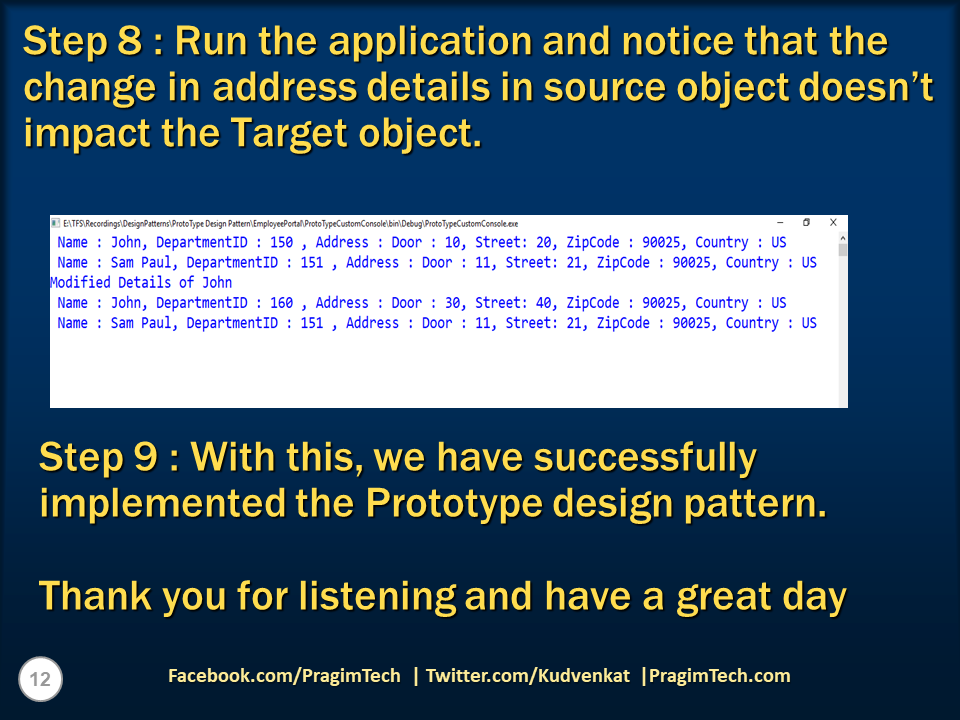 Step 8 : Run the application and notice that the
change in address details in source object doesn’t
impact the Target object.
E:\TFS\Recordings\DesignPatterns\ProtoType Design Pattern\EmployeePortal\ProtoTypeCustomConsole\bin\Debug\ProtoTypeCustomConsole.exe
Name : John, DepartmentID : 150 , Address : Door : 10, Street: 20, ZipCode : 90025, Country : US
Name : Sam Paul, DepartmentID : 151 , Address : Door : 11, Street: 21, ZipCode : 90025, Country : US
Modified Details of John
Name : John, DepartmentID : 160 , Address : Door : 30, Street: 40, ZipCode : 90025, Country : US
Name : Sam Paul, DepartmentID : 151 , Address : Door : 11, Street: 21, ZipCode : 90025, Country : US
Step 9 : With this, we have successfully
implemented the Prototype design pattern.
Thank you for listening and have a great day
12
Facebook.com/PragimTech | Twitter.com/Kudvenkat |PragimTech.com